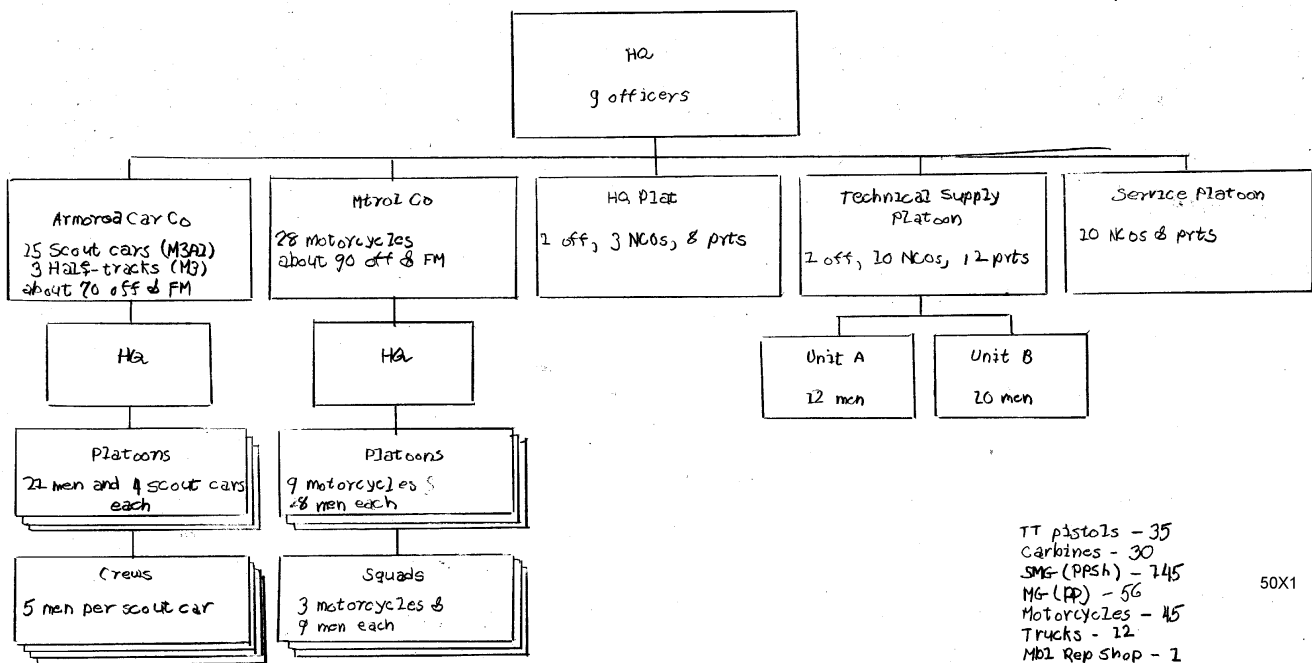 HQ
9 officers
Armored Car Co
15 Scout cars (M3A1)
3 Half-tracks (M3)
about 70 off & EM
Mtrcl Co
28 motorcycles
about 90 off & EM
HQ Plat
1 off, 3 NCOs, 8 prts
Technical Supply
Platoon
1 off, 10 NCOs, 12 prts
Service Platoon
10 NCOs & prts
HQ
HQ
Unit A
12 men
Unit B
10 men
Platoons
21 men and 4 scout cars
each
Platoons
9 motorcycles &
28 men each
Crews
5 men per scout car
Squads
3 motorcycles &
9 men each
TT pistols - 35
Carbines - 30
SMG (PPSh) - 145
MG (PP) - 56
Motorcycles - 45
Trucks - 12
Mbl Rep Shop - 1
50X1